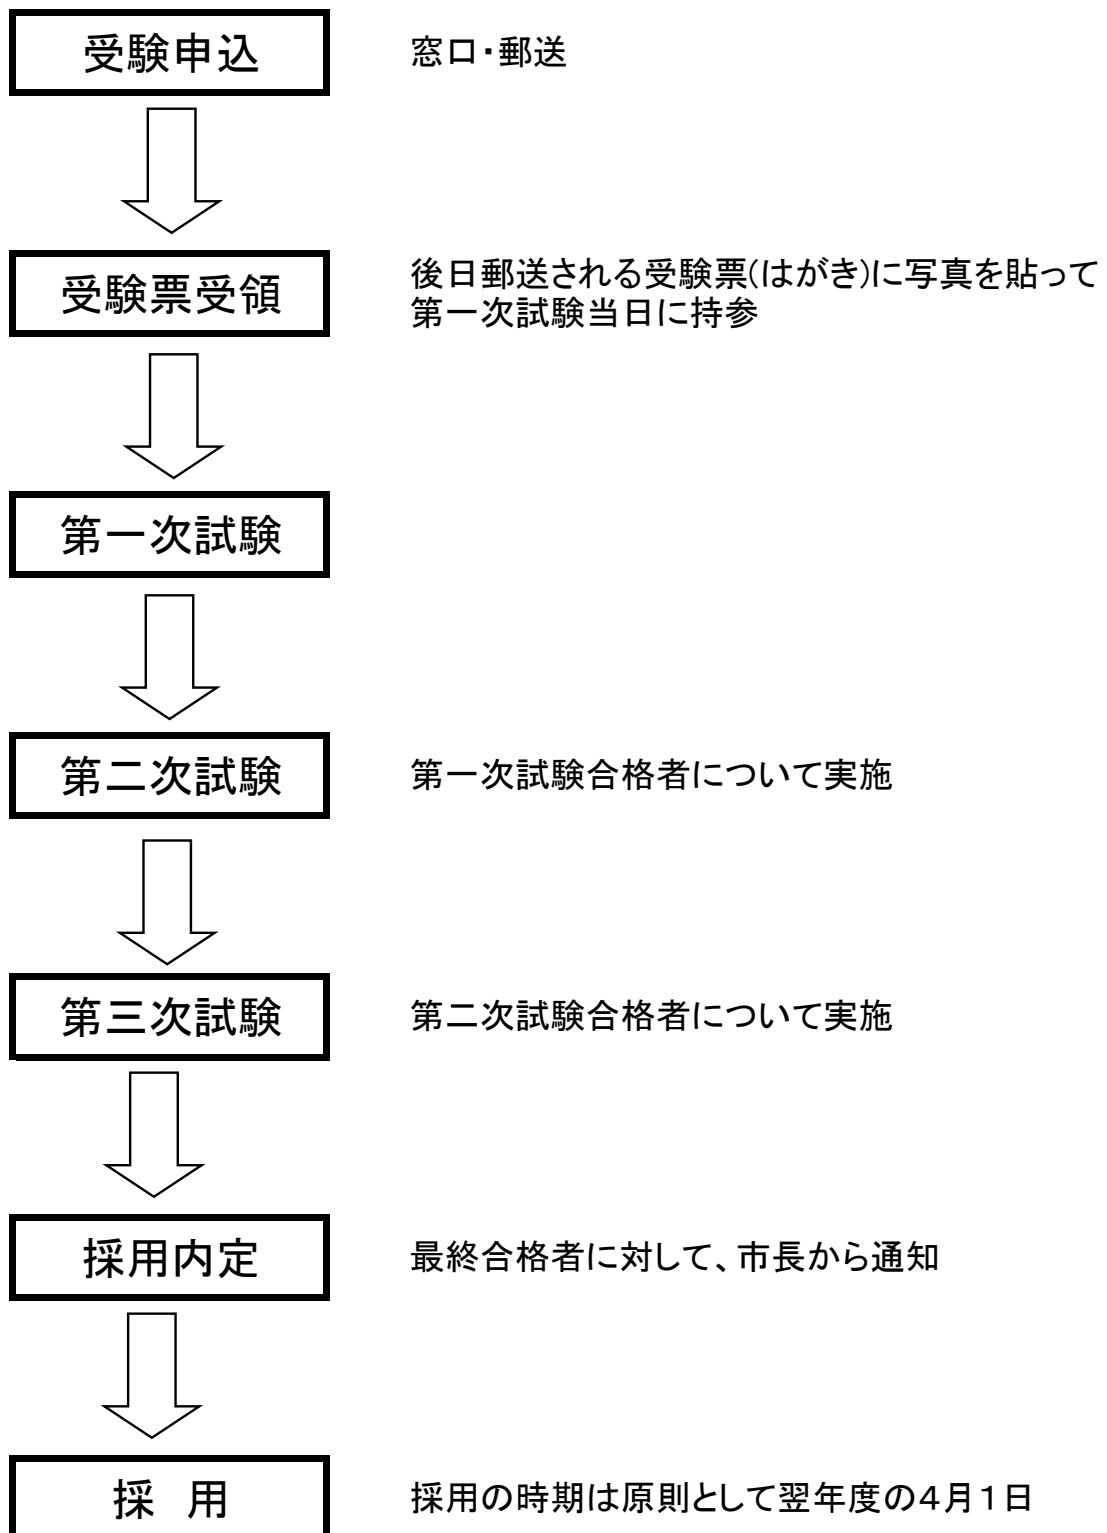 受験申込
窓口・郵送
受験票受領
後日郵送される受験票(はがき)に写真を貼って
第一次試験当日に持参
第一次試験
第二次試験
第一次試験合格者について実施
第三次試験
第二次試験合格者について実施
採用内定
最終合格者に対して、市長から通知
採　用
採用の時期は原則として翌年度の４月１日